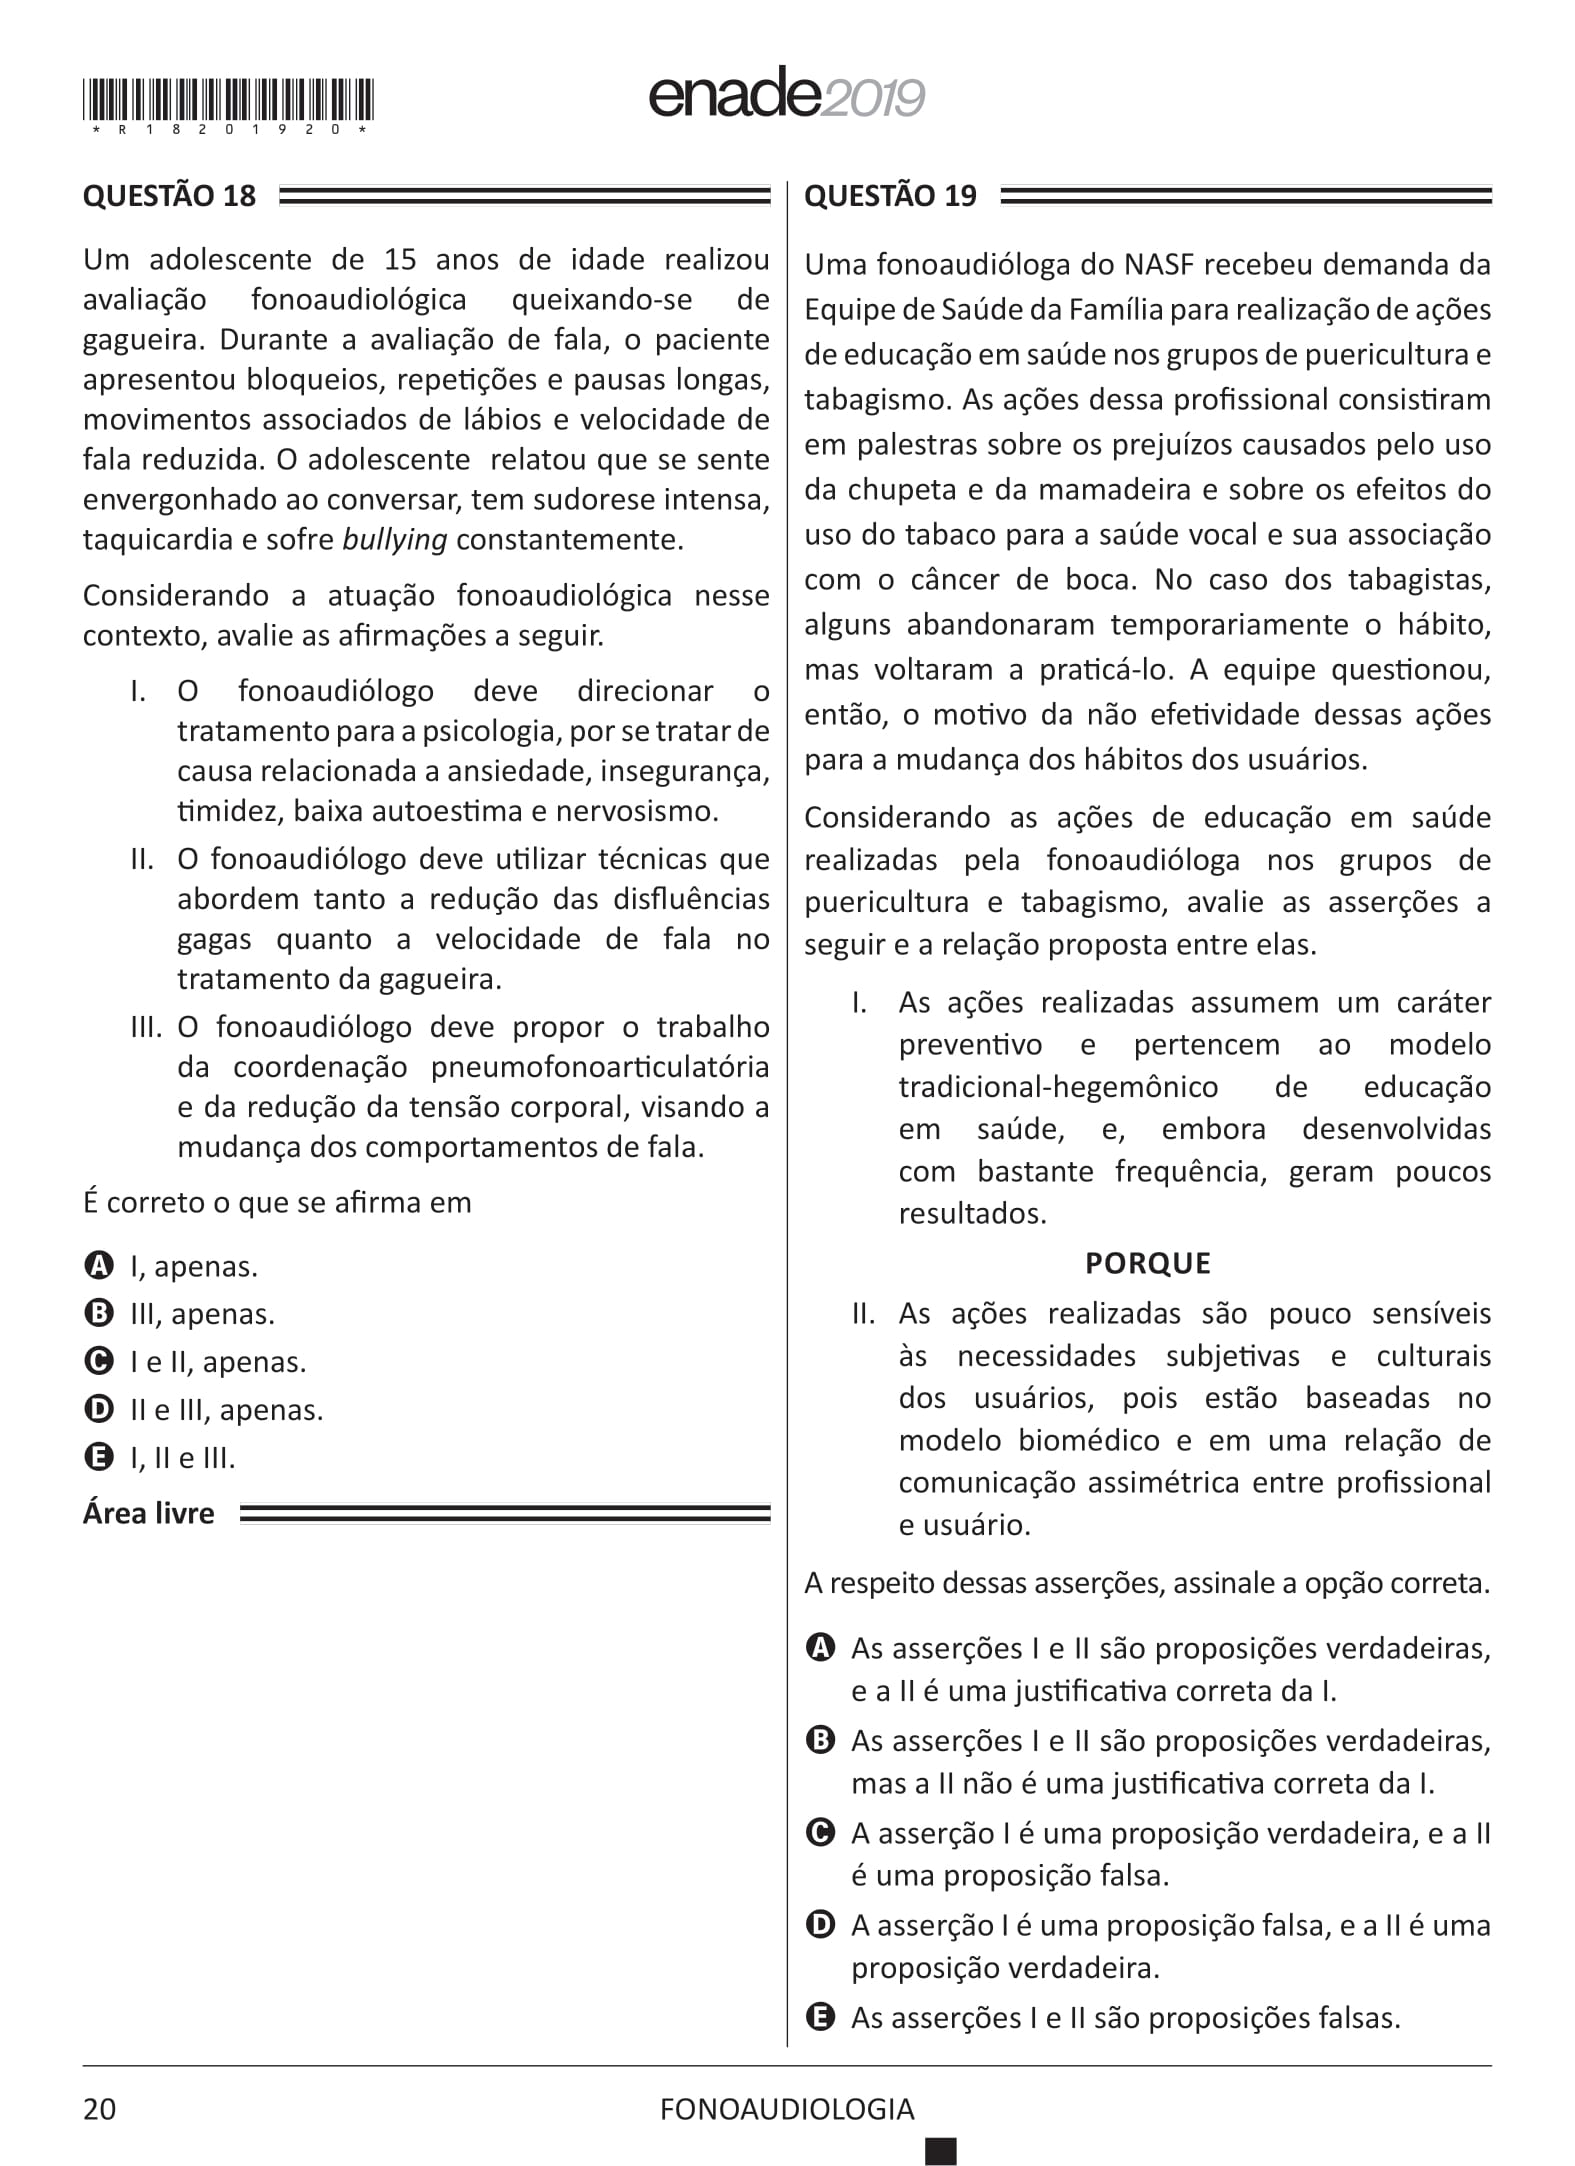 *R18201920*
enade2019
QUESTÃO 18
Um adolescente de 15 anos de idade realizou
avaliação fonoaudiológica queixando-se de
gagueira. Durante a avaliação de fala, o paciente
apresentou bloqueios, repetições e pausas longas,
movimentos associados de lábios e velocidade de
fala reduzida. O adolescente relatou que se sente
envergonhado ao conversar, tem sudorese intensa,
taquicardia e sofre bullying constantemente.
Considerando a atuação fonoaudiológica nesse
contexto, avalie as afirmações a seguir.
I. O fonoaudiólogo deve direcionar o
tratamento para a psicologia, por se tratar de
causa relacionada a ansiedade, insegurança,
timidez, baixa autoestima e nervosismo.
II. O fonoaudiólogo deve utilizar técnicas que
abordem tanto a redução das disfluências
gagas quanto a velocidade de fala no
tratamento da gagueira.
III. O fonoaudiólogo deve propor o trabalho
da coordenação pneumofonoarticulatória
e da redução da tensão corporal, visando a
mudança dos comportamentos de fala.
É correto o que se afirma em
A I, apenas.
B III, apenas.
C I e II, apenas.
D II e III, apenas.
E I, II e III.
Área livre
QUESTÃO 19
Uma fonoaudióloga do NASF recebeu demanda da
Equipe de Saúde da Família para realização de ações
de educação em saúde nos grupos de puericultura e
tabagismo. As ações dessa profissional consistiram
em palestras sobre os prejuízos causados pelo uso
da chupeta e da mamadeira e sobre os efeitos do
uso do tabaco para a saúde vocal e sua associação
com o câncer de boca. No caso dos tabagistas,
alguns abandonaram temporariamente o hábito,
mas voltaram a praticá-lo. A equipe questionou,
então, o motivo da não efetividade dessas ações
para a mudança dos hábitos dos usuários.
Considerando as ações de educação em saúde
realizadas pela fonoaudióloga nos grupos de
puericultura e tabagismo, avalie as asserções a
seguir e a relação proposta entre elas.
I. As ações realizadas assumem um caráter
preventivo e pertencem ao modelo
tradicional-hegemônico de educação
em saúde, e, embora desenvolvidas
com bastante frequência, geram poucos
resultados.
PORQUE
II. As ações realizadas são pouco sensíveis
às necessidades subjetivas e culturais
dos usuários, pois estão baseadas no
modelo biomédico e em uma relação de
comunicação assimétrica entre profissional
e usuário.
A respeito dessas asserções, assinale a opção correta.
A As asserções I e II são proposições verdadeiras,
e a II é uma justificativa correta da I.
B As asserções I e II são proposições verdadeiras,
mas a II não é uma justificativa correta da I.
C A asserção I é uma proposição verdadeira, e a II
é uma proposição falsa.
D A asserção I é uma proposição falsa, e a II é uma
proposição verdadeira.
E As asserções I e II são proposições falsas.
20
FONOAUDIOLOGIA